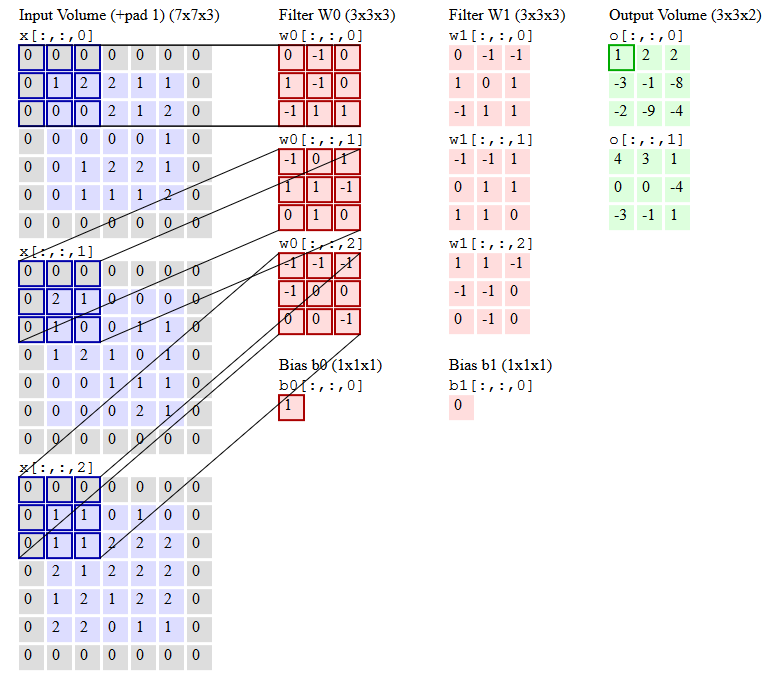 Input Volume (+pad 1) (7x7x3)
x[:,:,0]
0 0 0 0 0 0 0
0 1 2 2 1 1 0
0 0 0 2 1 2 0
0 0 0 0 0 1 0
0 0 1 2 2 1 0
0 0 1 1 1 2 0
0 0 0 0 0 0 0
x[:,:,1]
0 0 0 0 0 0 0
0 2 1 0 0 0 0
0 1 0 0 1 1 0
0 1 2 1 0 1 0
0 0 0 1 1 1 0
0 0 0 0 2 1 0
0 0 0 0 0 0 0
x[:,:,2]
0 0 0 0 0 0 0
0 1 1 0 1 0 0
0 1 1 2 2 2 0
0 2 1 2 2 2 0
0 1 2 1 2 2 0
0 2 2 0 1 1 0
0 0 0 0 0 0 0
Filter W0 (3x3x3)
w0[:,:,0]
0 -1 0
1 -1 0
-1 1 1
w0[:,:,1]
-1 0 1
1 1 -1
0 1 0
w0[:,:,2]
-1 -1 -1
-1 0 0
0 0 -1
Bias b0 (1x1x1)
b0[:,:,0]
1
Filter W1 (3x3x3)
w1[:,:,0]
0 -1 -1
1 0 1
-1 1 1
w1[:,:,1]
-1 -1 1
0 1 1
1 1 0
w1[:,:,2]
1 1 -1
-1 -1 0
0 -1 0
Bias b1 (1x1x1)
b1[:,:,0]
0
Output Volume (3x3x2)
o[:,:,0]
1 2 2
-3 -1 -8
-2 -9 -4
o[:,:,1]
4 3 1
0 0 -4
-3 -1 1